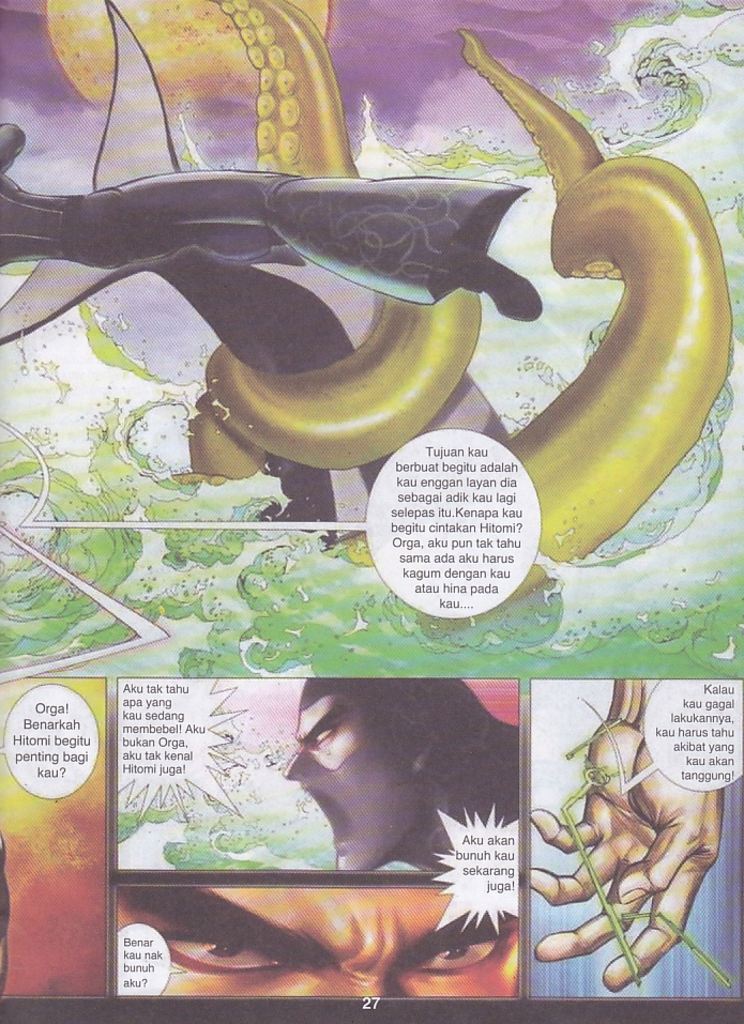 Tujuan kau
berbuat begitu adalah
kau enggan layan dia
sebagai adik kau lagi
selepas itu.Kenapa kau
begitu cintakan Hitomi?
Orga, aku pun tak tahu
sama ada aku harus
kagum dengan kau
atau hina pada
kau....
Orga!
Benarkah
Hitomi begitu
penting bagi
kau?
Aku tak tahu
apa yang
kau sedang
membebel! Aku
bukan Orga,
aku tak kenal
Hitomi juga!
Aku akan
bunuh kau
sekarang
juga!
Benar
kau nak
bunuh
aku?
Kalau
kau gagal
lakukannya,
kau harus tahu
akibat yang
kau akan
tanggung!
27